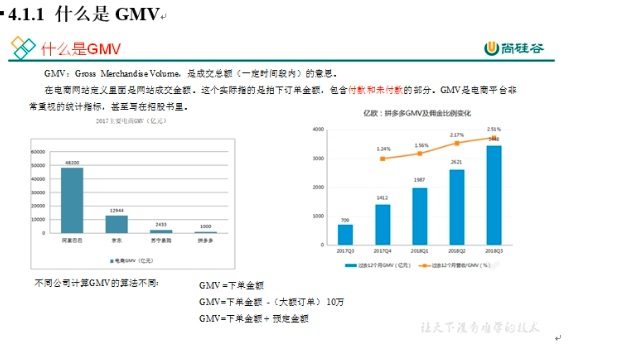 4.1.1 什么是 GMV
什么是GMV
尚硅谷
GMV：Gross Merchandise Volume，是成交总额（一定时间段内）的意思。
在电商网站定义里面是网站成交金额。这个实际指的是拍下订单金额，包含付款和未付款的部分。GMV是电商平台非
常重视的统计指标，甚至写在招股书里。
2017主要电商GMV（亿元）
60000
50000
40000
30000
20000
10000
0
48200
12944
2433
1000
阿里巴巴
京东
苏宁易购
拼多多
电商GMV（亿元）
亿欧：拼多多GMV及佣金比例变化
4000
3000
2000
1000
0
1.24%
1.56%
2.17%
2.51%
1412
1987
2621
2017Q3
2017Q4
2018Q1
2018Q2
2018Q3
过去12个月GMV（亿元）
过去12个月营收/GMV（%）
不同公司计算GMV的算法不同：
GMV =下单金额
GMV=下单金额 -（大额订单） 10万
GMV=下单金额 + 预定金额
让天下没有难学的技术